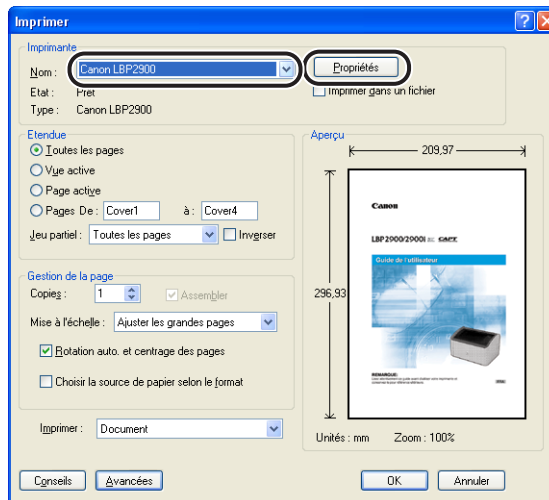 Imprimer
Imprimante
Nom :
Canon LBP2900
Propriétés
Etat :
Prêt
Imprimer dans un fichier
Type :
Canon LBP2900
Etendue
Toutes les pages
Vue active
Page active
Pages De :
Cover1
à :
Cover4
Jeu partiel :
Toutes les pages
Inverser
Gestion de la page
Copies :
1
Assembler
Mise à l'échelle :
Ajuster les grandes pages
Rotation auto. et centrage des pages
Choisir la source de papier selon le format
Imprimer :
Document
Aperçu
209,97
296,93
Canon
LBP2900/2900i
CAPT
Guide de l'utilisateur
REMARQUE:
Unités : mm
Zoom : 100%
Conseils
Avancées
OK
Annuler